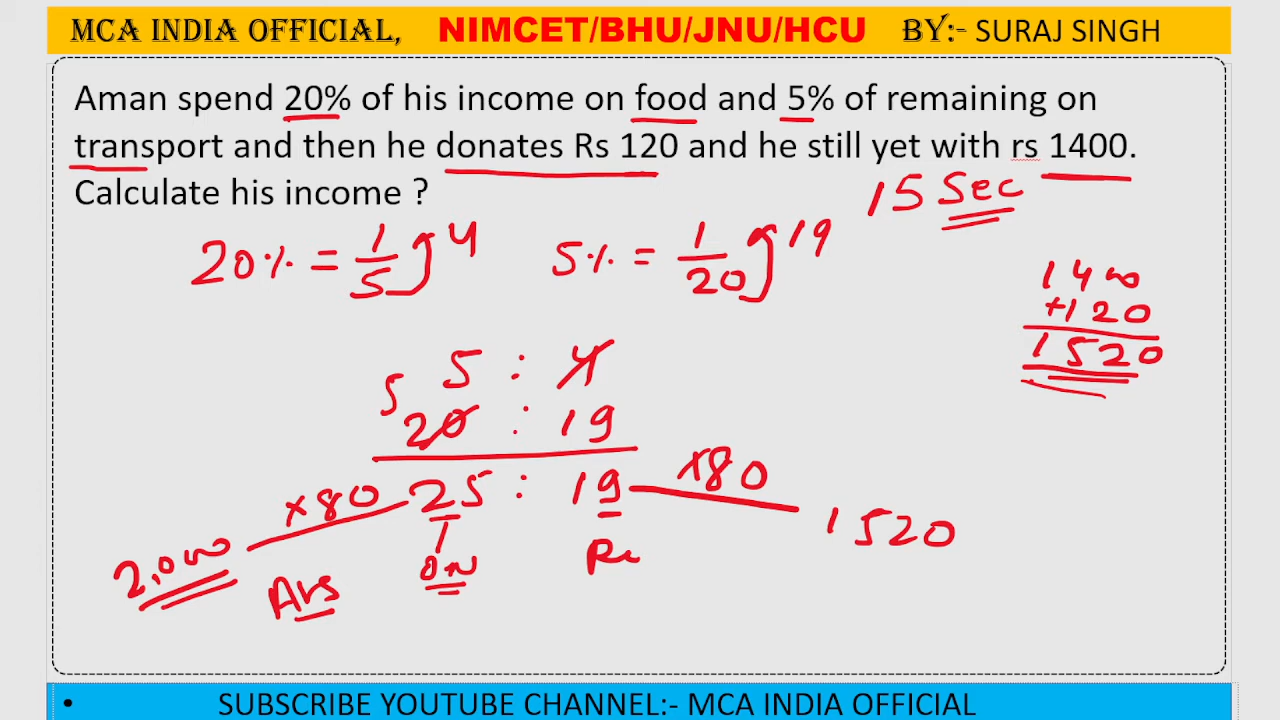 MCA INDIA OFFICIAL, NIMCET/BHU/JNU/HCU BY:- SURAJ SINGH
Aman spend 20% of his income on food and 5% of remaining on
transport and then he donates Rs 120 and he still yet with rs 1400.
Calculate his income ?
15 Sec
20% = 1/5 4 5% = 1/20 19
1400
+120
1520
5 : 4
5 20 : 19
×80 25 : 19 ×80
1520
2,000 Ans
• SUBSCRIBE YOUTUBE CHANNEL:- MCA INDIA OFFICIAL